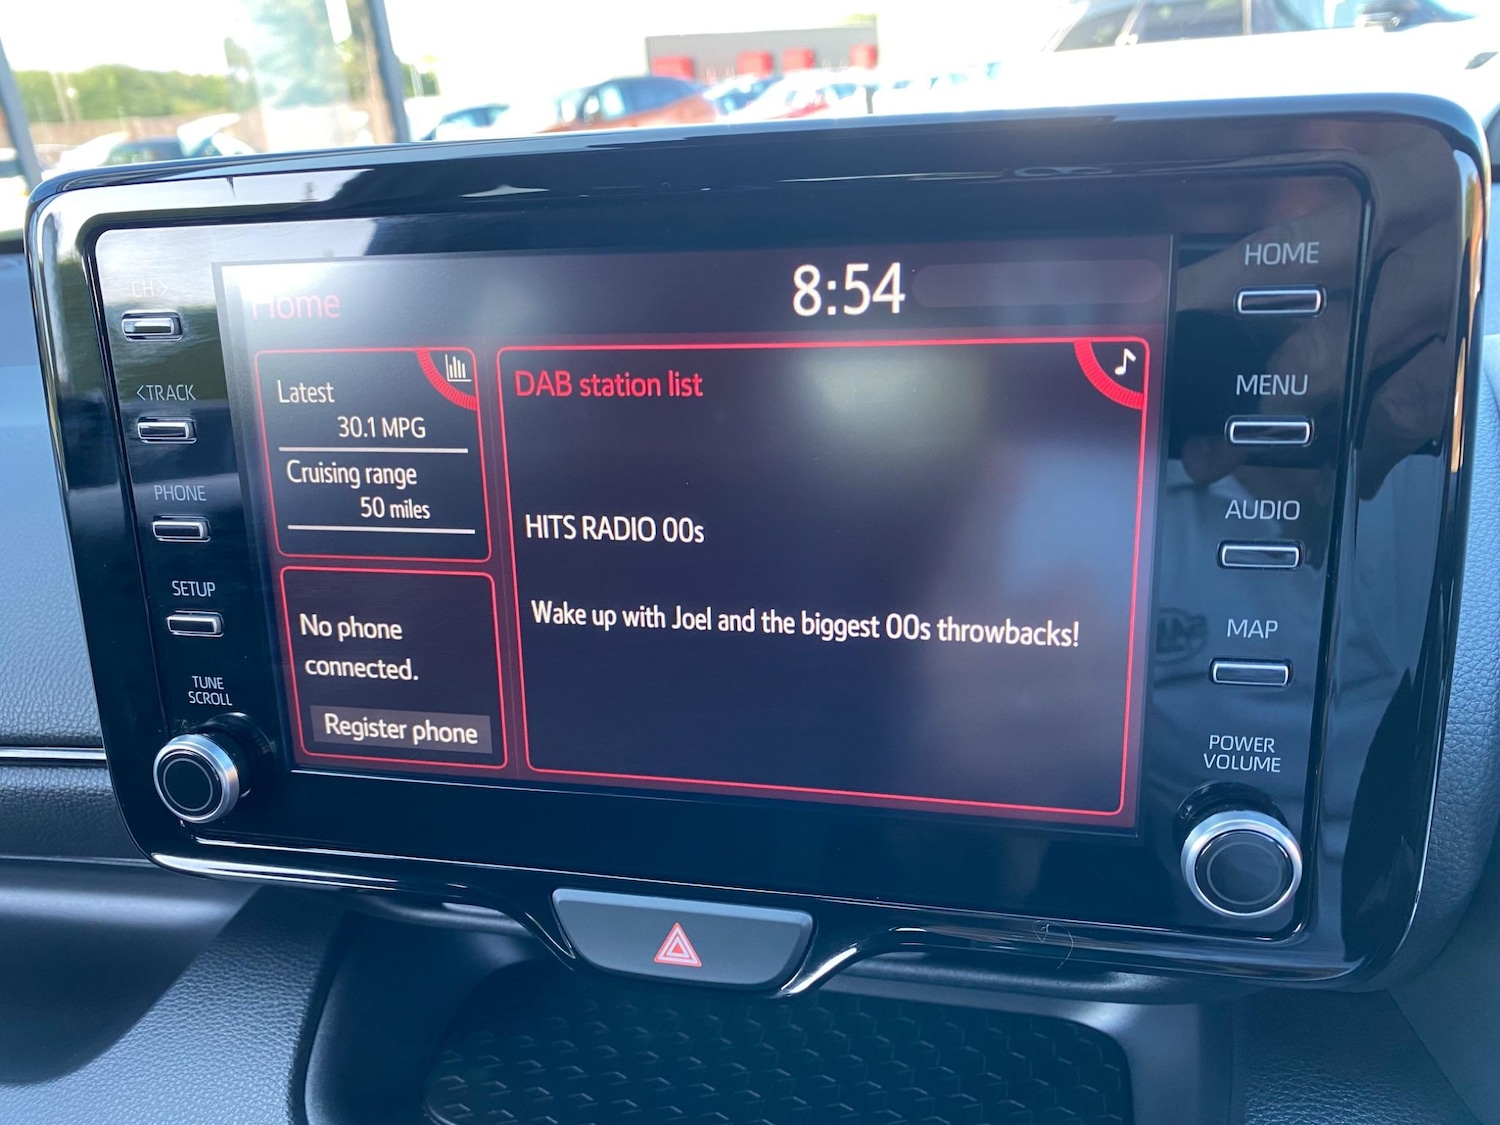 CH>
<TRACK
PHONE
SETUP
TUNE
SCROLL
Home
8:54
Latest
30.1 MPG
Cruising range
50 miles
No phone
connected.
Register phone
DAB station list
HITS RADIO 00s
Wake up with Joel and the biggest 00s throwbacks!
HOME
MENU
AUDIO
MAP
POWER
VOLUME